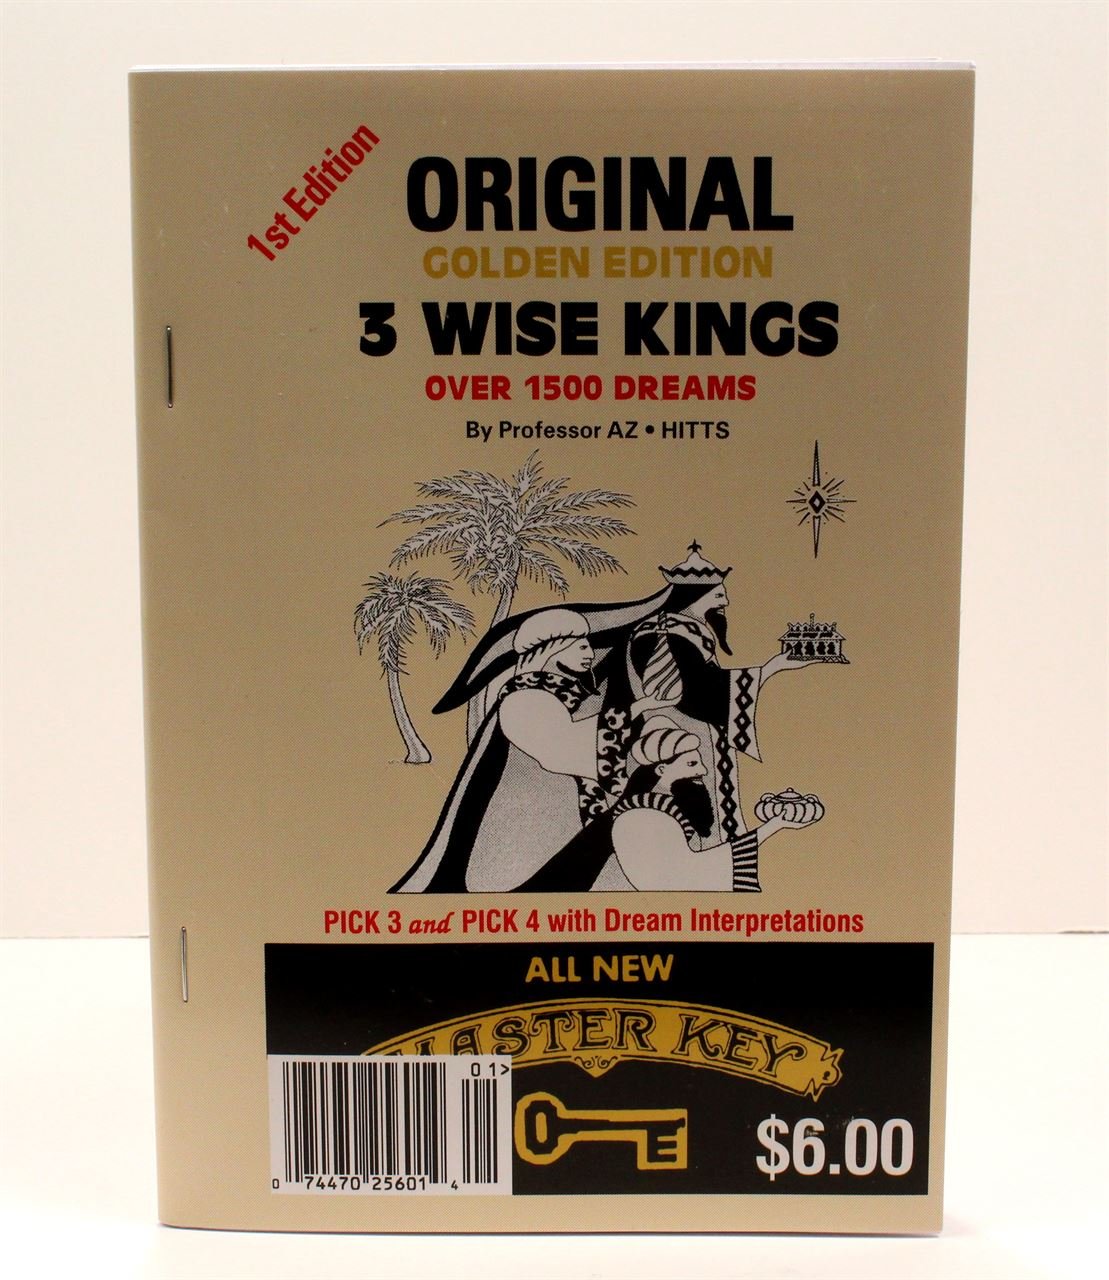 1st Edition
ORIGINAL
GOLDEN EDITION
3 WISE KINGS
OVER 1500 DREAMS
By Professor AZ • HITTS
PICK 3 and PICK 4 with Dream Interpretations
ALL NEW
MASTER KEY
01>
0 74470 25601 4
$6.00